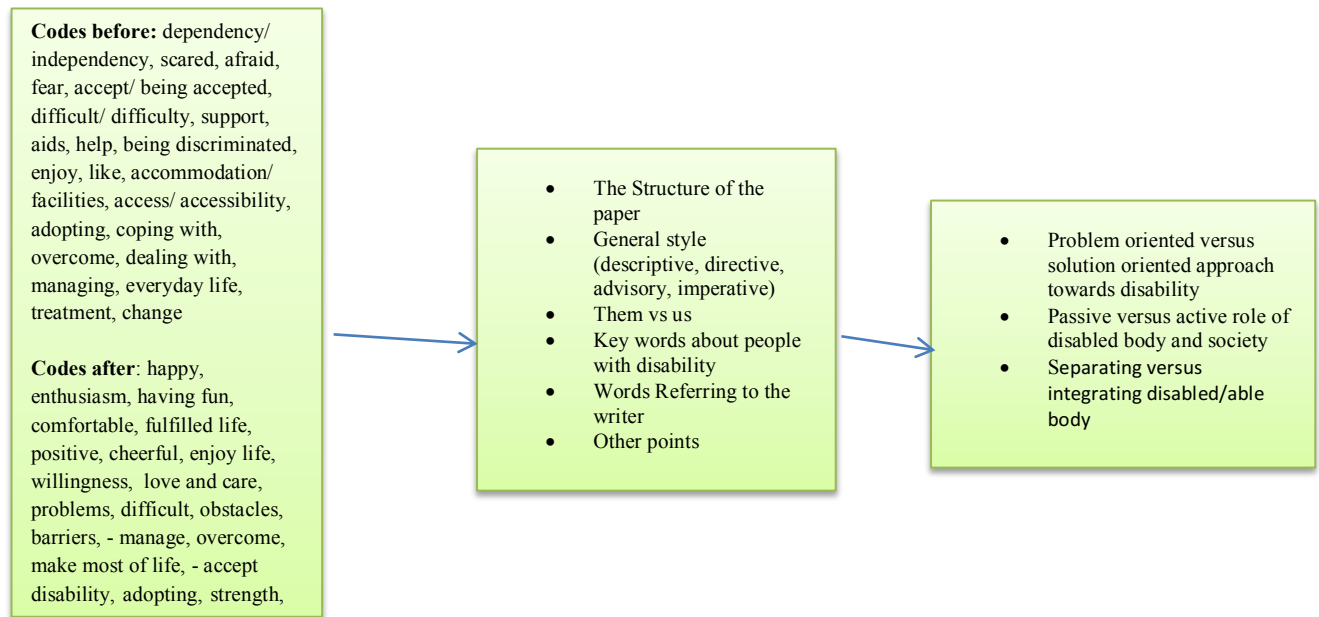 Codes before: dependency/
independency, scared, afraid,
fear, accept/ being accepted,
difficult/ difficulty, support,
aids, help, being discriminated,
enjoy, like, accommodation/
facilities, access/ accessibility,
adopting, coping with,
overcome, dealing with,
managing, everyday life,
treatment, change
Codes after: happy,
enthusiasm, having fun,
comfortable, fulfilled life,
positive, cheerful, enjoy life,
willingness, love and care,
problems, difficult, obstacles,
barriers, - manage, overcome,
make most of life, - accept
disability, adopting, strength,
• The Structure of the
paper
• General style
(descriptive, directive,
advisory, imperative)
• Them vs us
• Key words about people
with disability
• Words Referring to the
writer
• Other points
• Problem oriented versus
solution oriented approach
towards disability
• Passive versus active role of
disabled body and society
• Separating versus
integrating disabled/able
body